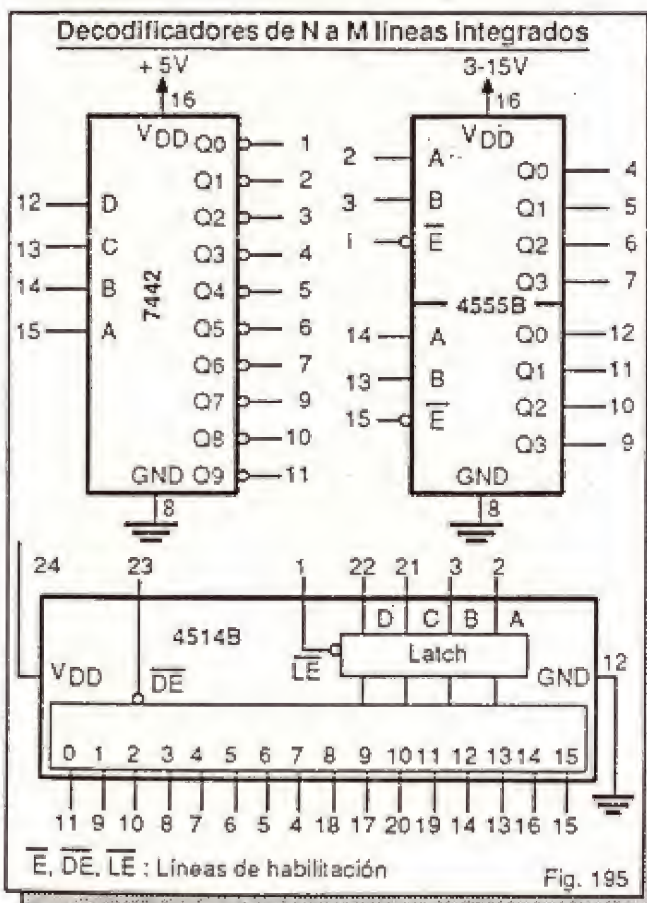 Decodificadores de N a M líneas integrados
+ 5V
16
VDD
Q0 1
Q1 2
Q2 3
12 D
Q3 4
13 C
Q4 5
14 B
Q5 6
15 A
Q6 7
Q7 9
Q8 10
GND Q9 11
7442
8
3-15V
16
VDD
2 A
Q0 4
3 B
Q1 5
1 E
Q2 6
Q3 7
4555B
14 A
Q0 12
13 B
Q1 11
15 E
Q2 10
Q3 9
GND
8
24 23 1 22 21 3 2
D C B A
4514B
LE
Latch
VDD
DE
GND
12
0 1 2 3 4 5 6 7 8 9 10 11 12 13 14 15
11 9 10 8 7 6 5 4 18 17 20 19 14 13 16 15
E, DE, LE : Líneas de habilitación
Fig. 195